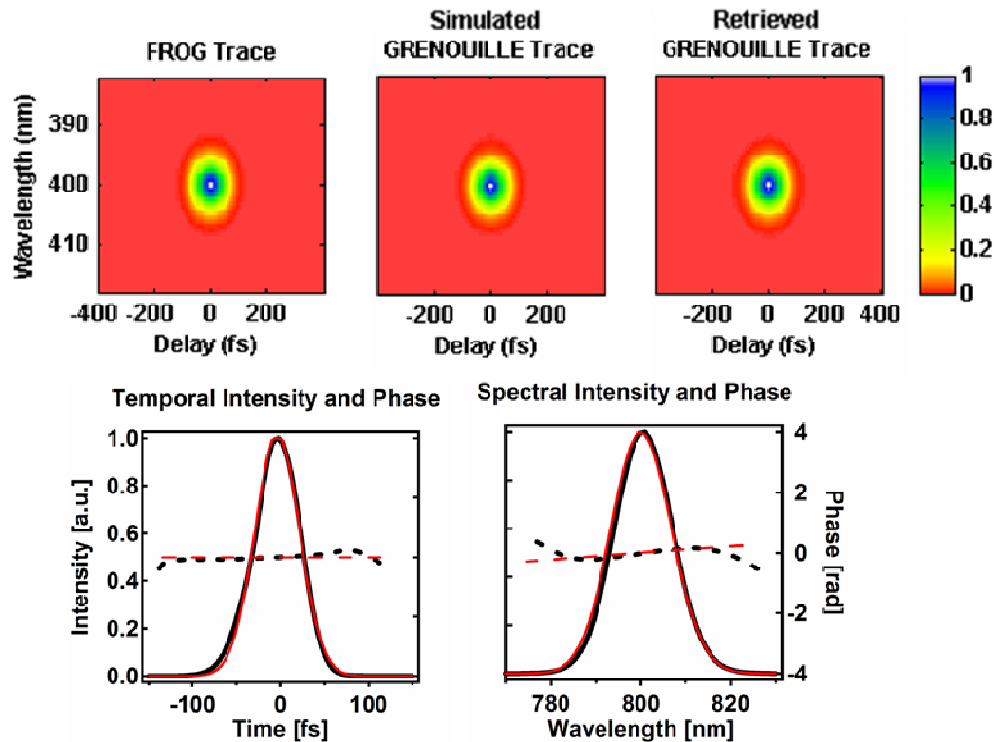 FROG Trace
Simulated
GRENOUILLE Trace
Retrieved
GRENOUILLE Trace
Wavelength (nm)
390
400
410
-400 -200 0 200
Delay (fs)
-200 0 200
Delay (fs)
-200 0 200 400
Delay (fs)
1
0.8
0.6
0.4
0.2
0
Temporal Intensity and Phase
Intensity [a.u.]
1.0
0.8
0.6
0.4
0.2
0.0
-100 0 100
Time [fs]
Spectral Intensity and Phase
4
2
0
-2
-4
Phase [rad]
780 800 820
Wavelength [nm]